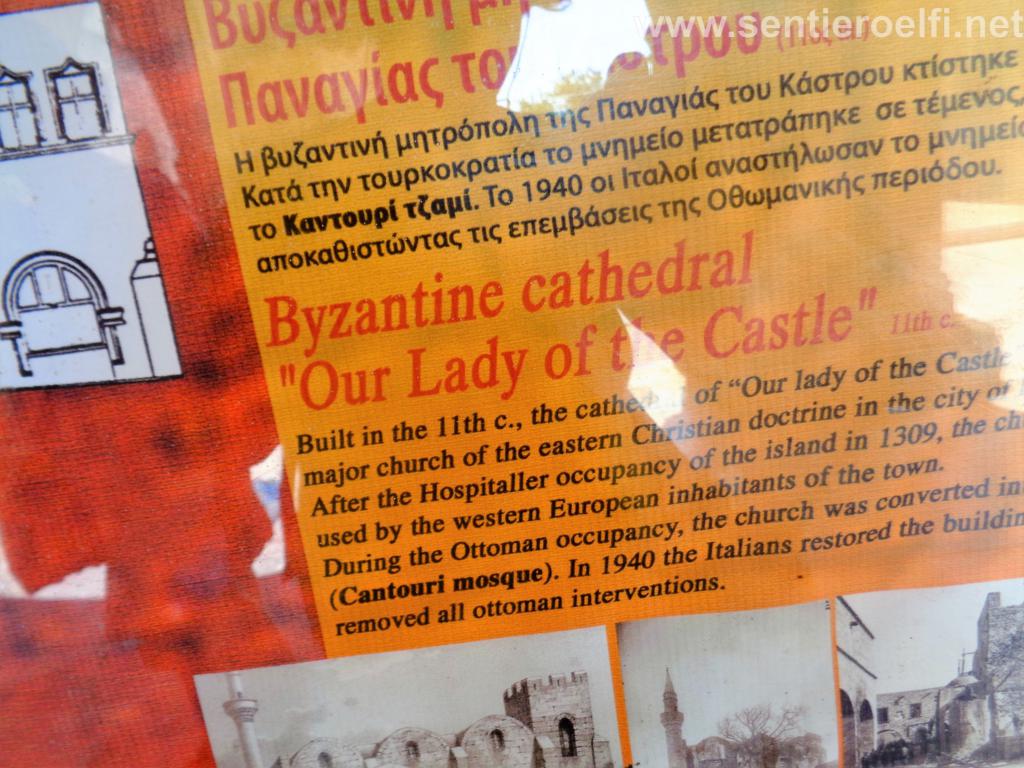 www.sentieroelfi.net
Βυζαντινή
Παναγίας
Η βυζαντινή μητρόπολη της Παναγιάς του Κάστρου κτίστηκε
Κατά την τουρκοκρατία το μνημείο μετατράπηκε σε τέμενος,
το Καντουρί τζαμί. Το 1940 οι Ιταλοί αναστήλωσαν το μνημείο
αποκαθιστώντας τις επεμβάσεις της Οθωμανικής περιόδου.
Byzantine cathedral
"Our Lady of the Castle" 11th c.
Built in the 11th c., the cathedral of “Our lady of the Castle
major church of the eastern Christian doctrine in the city of
After the Hospitaller occupancy of the island in 1309, the
used by the western European inhabitants of the town.
During the Ottoman occupancy, the church was converted
(Cantouri mosque). In 1940 the Italians restored the
removed all ottoman interventions.